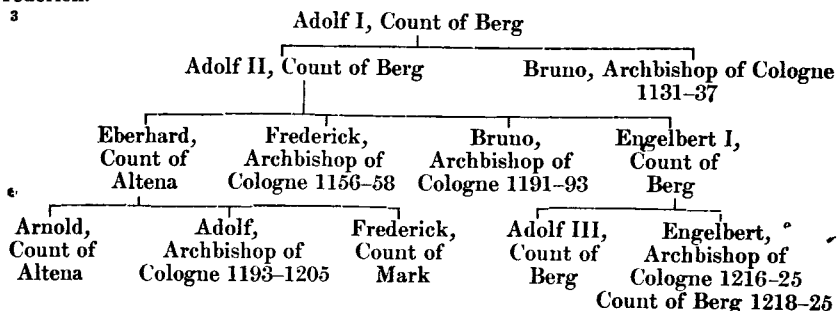 3
Adolf I, Count of Berg
Adolf II, Count of Berg
Bruno, Archbishop of Cologne
1131–37
Eberhard,
Count of
Altena
Frederick,
Archbishop of
Cologne 1156–58
Bruno,
Archbishop of
Cologne 1191–93
Engelbert I,
Count of
Berg
Arnold,
Count of
Altena
Adolf,
Archbishop of
Cologne 1193–1205
Frederick,
Count of
Mark
Adolf III,
Count of
Berg
Engelbert,
Archbishop of
Cologne 1216–25
Count of Berg 1218–25